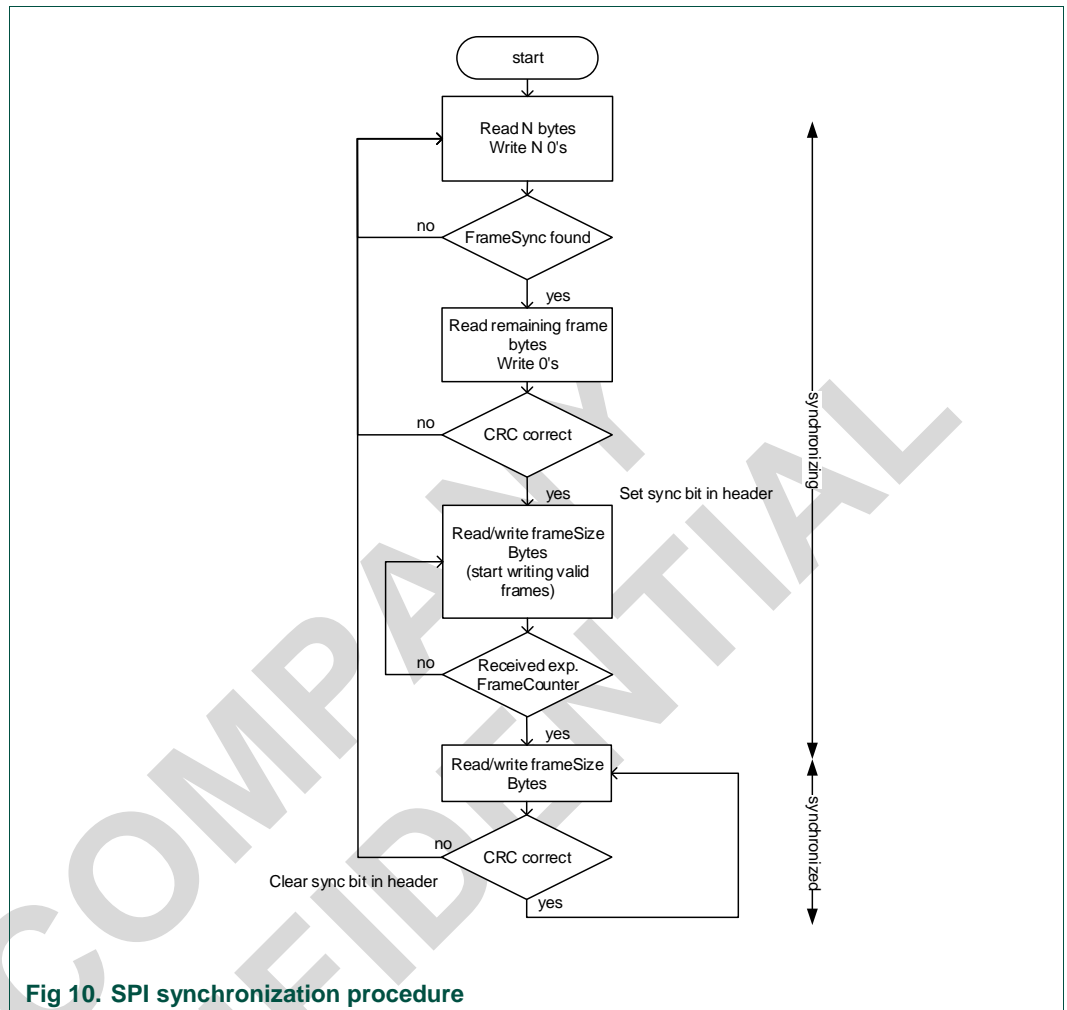 start
Read N bytes
Write N 0's
no
FrameSync found
yes
Read remaining frame
bytes
Write 0's
no
CRC correct
yes
Set sync bit in header
synchronizing
Read/write frameSize
Bytes
(start writing valid
frames)
no
Received exp.
FrameCounter
yes
Read/write frameSize
Bytes
synchronized
no
CRC correct
Clear sync bit in header
yes
COMPANY
CONFIDENTIAL
Fig 10. SPI synchronization procedure